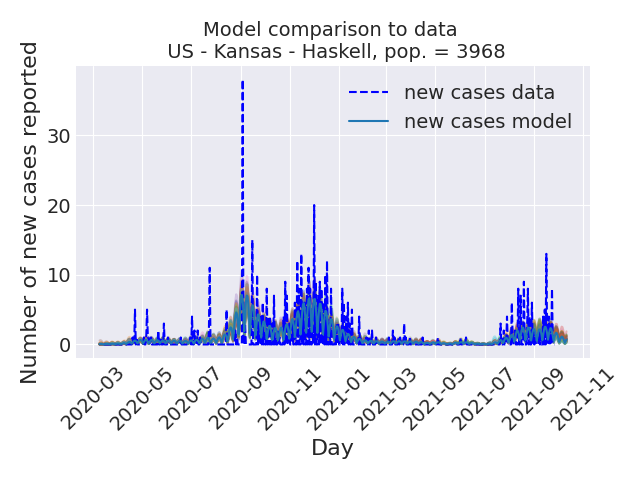 Model comparison to data
US - Kansas - Haskell, pop. = 3968
Number of new cases reported
30
20
10
0
new cases data
new cases model
2020-03
2020-05
2020-07
2020-09
2020-11
2021-01
2021-03
2021-05
2021-07
2021-09
2021-11
Day